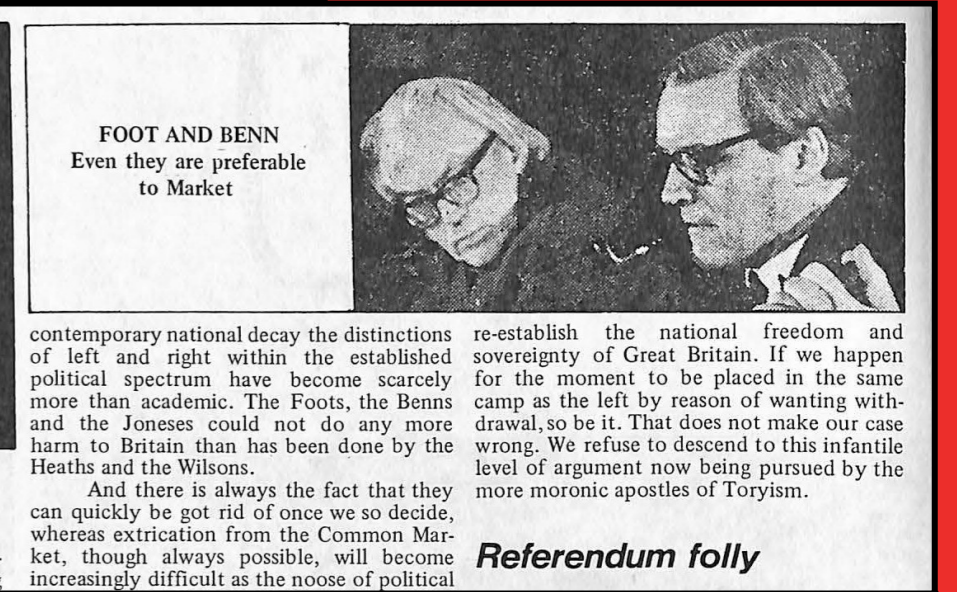 FOOT AND BENN
Even they are preferable
to Market
contemporary national decay the distinctions
of left and right within the established
political spectrum have become scarcely
more than academic. The Foots, the Benns
and the Joneses could not do any more
harm to Britain than has been done by the
Heaths and the Wilsons.
And there is always the fact that they
can quickly be got rid of once we so decide,
whereas extrication from the Common Mar-
ket, though always possible, will become
increasingly difficult as the noose of political
re-establish the national freedom and
sovereignty of Great Britain. If we happen
for the moment to be placed in the same
camp as the left by reason of wanting with-
drawal, so be it. That does not make our case
wrong. We refuse to descend to this infantile
level of argument now being pursued by the
more moronic apostles of Toryism.
Referendum folly